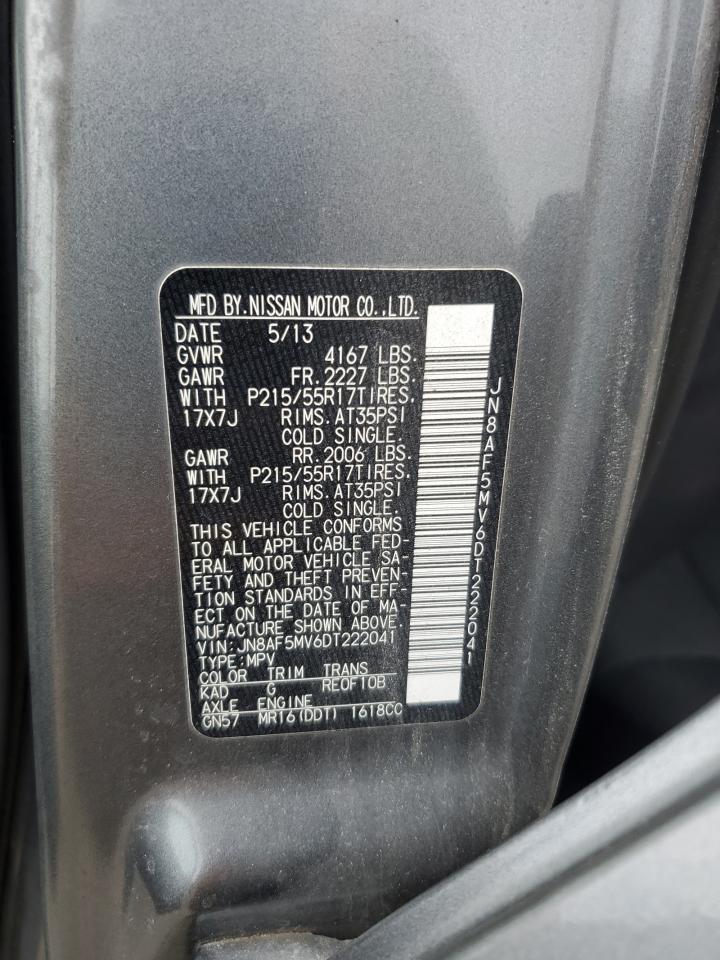 MFD BY.NISSAN MOTOR CO.,LTD.
DATE 5/13
GVWR 4167 LBS.
GAWR FR.2227 LBS.
WITH P215/55R17TIRES.
17X7J RIMS.AT35PSI
COLD SINGLE.
GAWR RR.2006 LBS.
WITH P215/55R17TIRES.
17X7J RIMS.AT35PSI
COLD SINGLE.
THIS VEHICLE CONFORMS
TO ALL APPLICABLE FED-
ERAL MOTOR VEHICLE SA-
FETY AND THEFT PREVEN-
TION STANDARDS IN EFF-
ECT ON THE DATE OF MA-
NUFACTURE SHOWN ABOVE.
VIN:JN8AF5MV6DT222041
TYPE:MPV
COLOR TRIM TRANS
KAD G RE0F10B
AXLE ENGINE
GN57 MR16(DDT) 1618CC
JN8AF5MV6DT222041